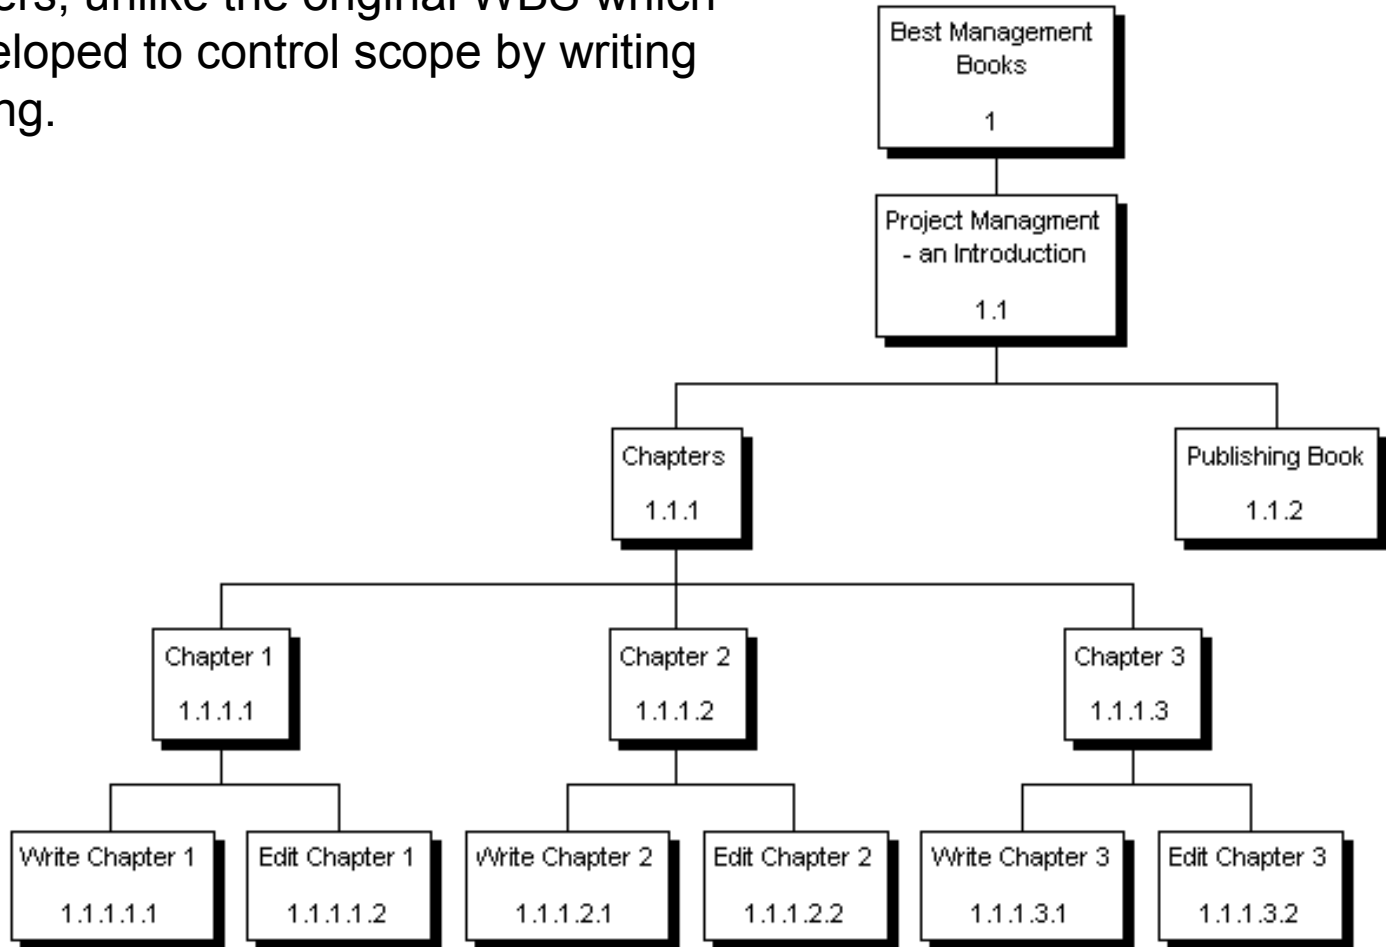 ers, unlike the original WBS which
eloped to control scope by writing
ng.
Best Management
Books
1
Project Managment
- an Introduction
1.1
Chapters
1.1.1
Publishing Book
1.1.2
Chapter 1
1.1.1.1
Chapter 2
1.1.1.2
Chapter 3
1.1.1.3
Write Chapter 1
1.1.1.1.1
Edit Chapter 1
1.1.1.1.2
Write Chapter 2
1.1.1.2.1
Edit Chapter 2
1.1.1.2.2
Write Chapter 3
1.1.1.3.1
Edit Chapter 3
1.1.1.3.2